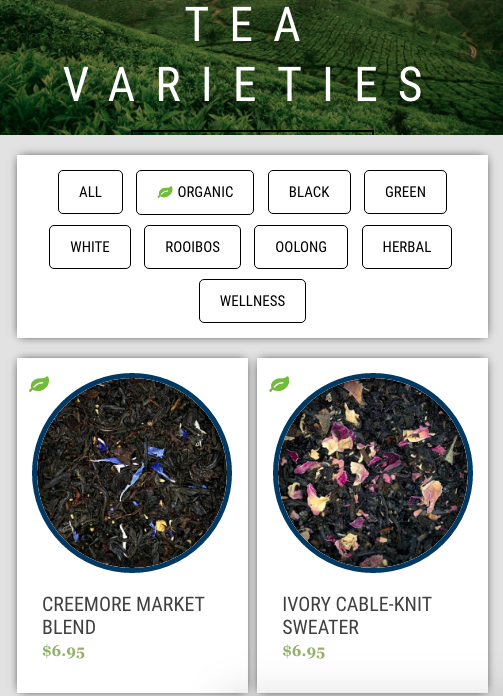 TEA
VARIETIES
ALL
ORGANIC
BLACK
GREEN
WHITE
ROOIBOS
OOLONG
HERBAL
WELLNESS
CREEMORE MARKET
BLEND
$6.95
IVORY CABLE-KNIT
SWEATER
$6.95